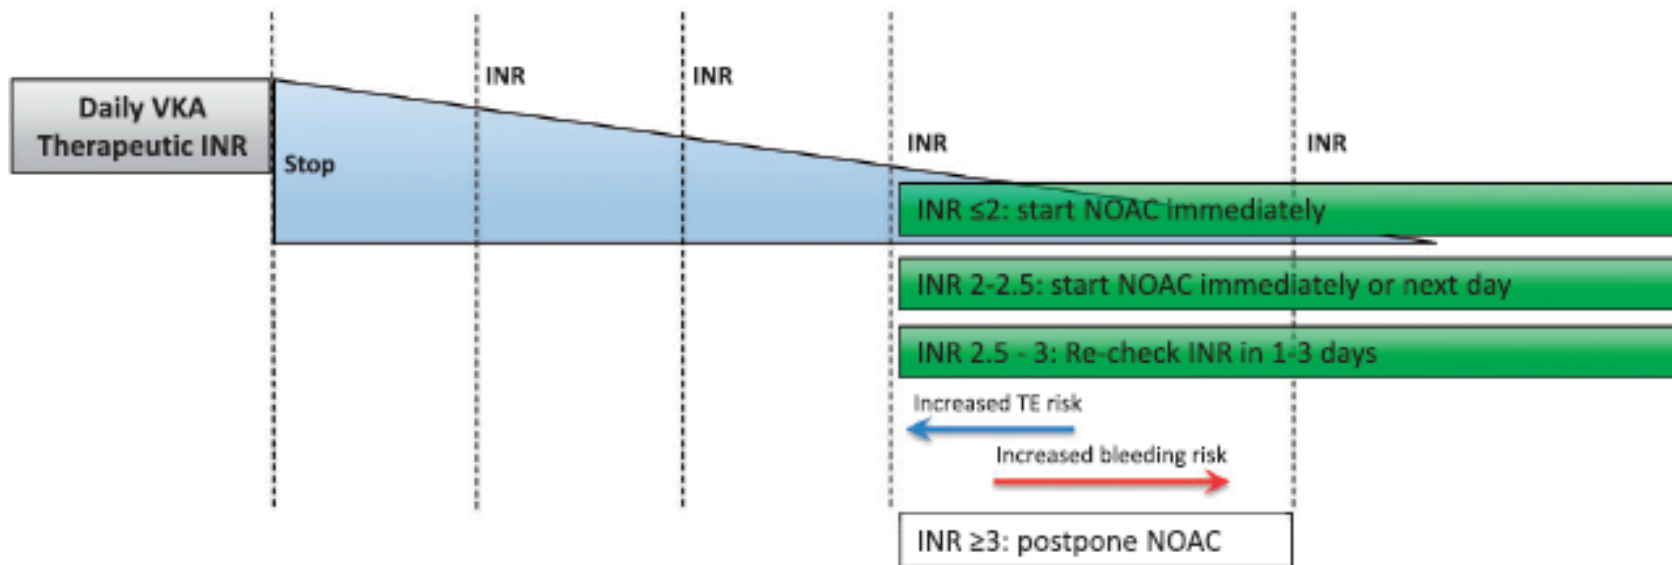 INR
INR
Daily VKA
Therapeutic INR
INR
INR
Stop
INR ≤2: start NOAC immediately
INR 2-2.5: start NOAC immediately or next day
INR 2.5 - 3: Re-check INR in 1-3 days
Increased TE risk
Increased bleeding risk
INR ≥3: postpone NOAC